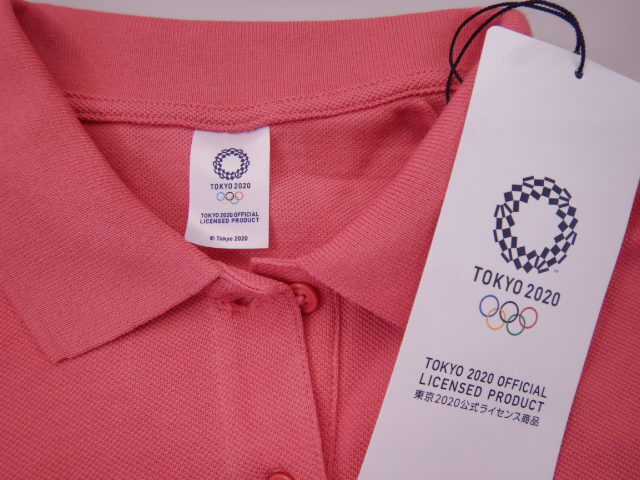 TOKYO 2020
TOKYO 2020 OFFICIAL
LICENSED PRODUCT
© Tokyo 2020
TM
TOKYO 2020
TOKYO 2020 OFFICIAL
LICENSED PRODUCT
東京2020公式ライセンス商品